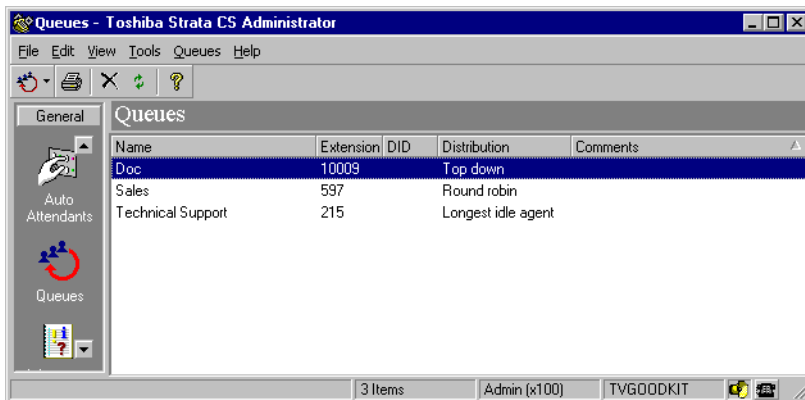 Queues - Toshiba Strata CS Administrator
File Edit View Tools Queues Help
General
Queues
Name Extension DID Distribution Comments
Doc 10009 Top down
Sales 597 Round robin
Technical Support 215 Longest idle agent
Auto
Attendants
Queues
3 Items Admin (x100) TVGOODKIT